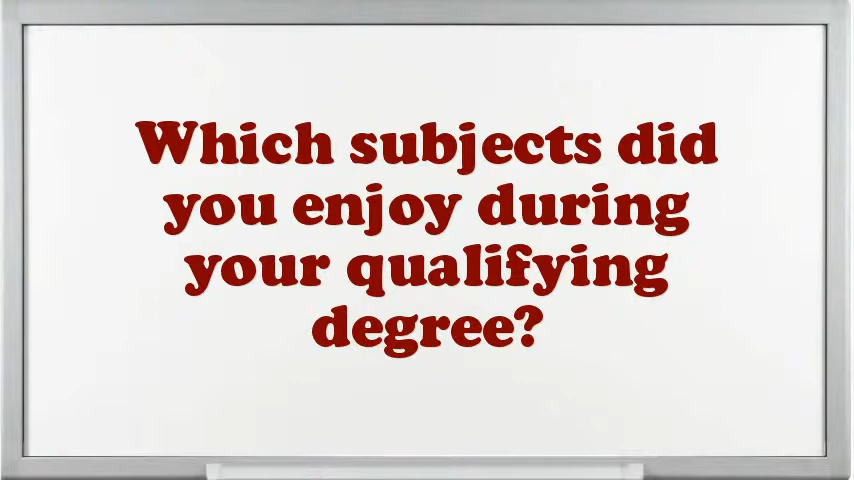 Which subjects did
you enjoy during
your qualifying
degree?